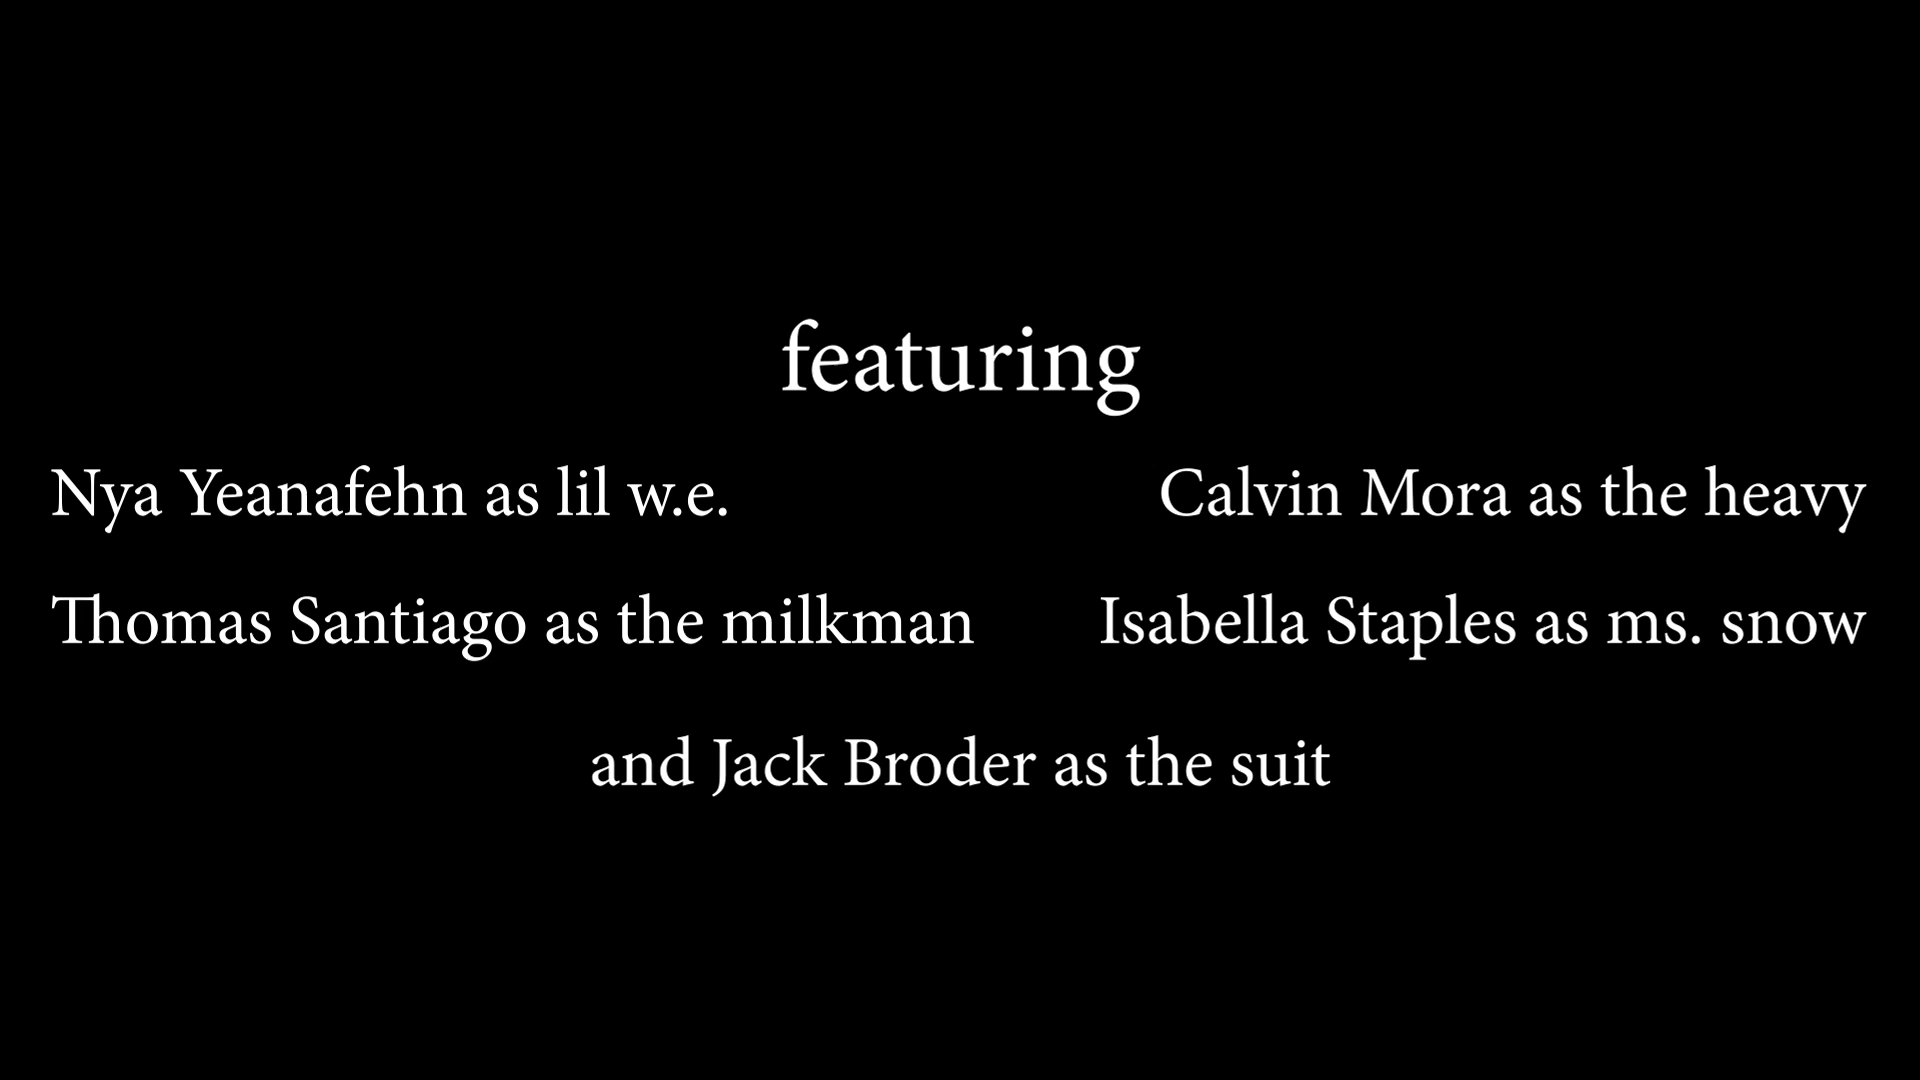 featuring
Nya Yeanafehn as lil w.e. Calvin Mora as the heavy
Thomas Santiago as the milkman Isabella Staples as ms. snow
and Jack Broder as the suit